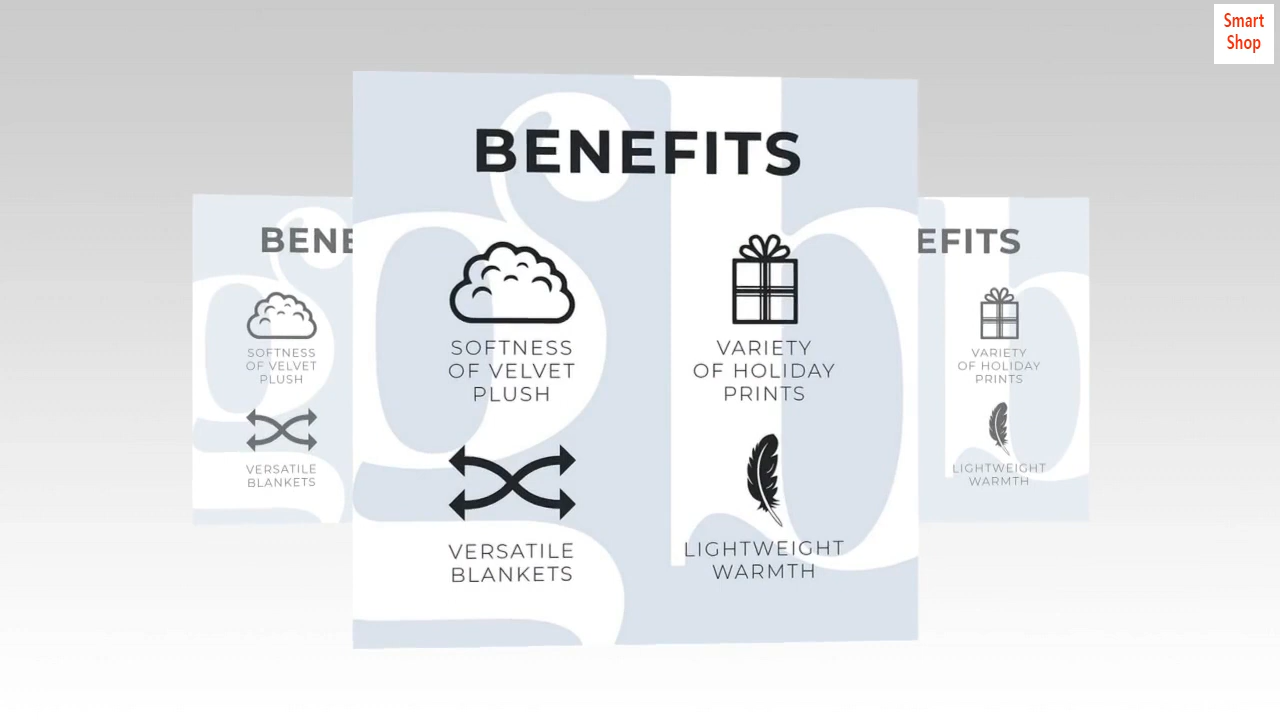 Smart
Shop
BENEFITS
SOFTNESS
OF VELVET
PLUSH
VARIETY
OF HOLIDAY
PRINTS
VERSATILE
BLANKETS
LIGHTWEIGHT
WARMTH
BENE
SOFTNESS
OF VELVET
PLUSH
VERSATILE
BLANKETS
EFITS
VARIETY
OF HOLIDAY
PRINTS
LIGHTWEIGHT
WARMTH